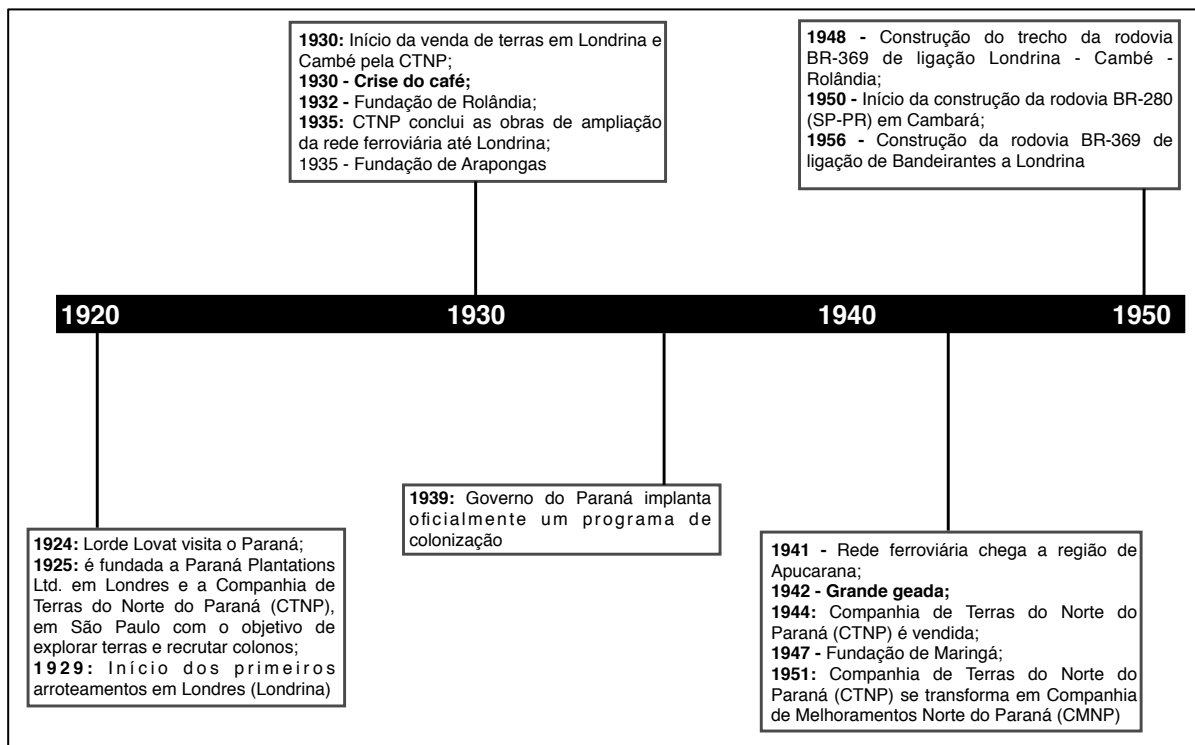 1930: Início da venda de terras em Londrina e
Cambé pela CTNP;
1930 - Crise do café;
1932 - Fundação de Rolândia;
1935: CTNP conclui as obras de ampliação
da rede ferroviária até Londrina;
1935 - Fundação de Arapongas
1948 - Construção do trecho da rodovia
BR-369 de ligação Londrina - Cambé -
Rolândia;
1950 - Início da construção da rodovia BR-280
(SP-PR) em Cambará;
1956 - Construção da rodovia BR-369 de
ligação de Bandeirantes a Londrina
1920 1930 1940 1950
1924: Lorde Lovat visita o Paraná;
1925: é fundada a Paraná Plantations
Ltd. em Londres e a Companhia de
Terras do Norte do Paraná (CTNP),
em São Paulo com o objetivo de
explorar terras e recrutar colonos;
1929: Início dos primeiros
arroteamentos em Londres (Londrina)
1939: Governo do Paraná implanta
oficialmente um programa de
colonização
1941 - Rede ferroviária chega a região de
Apucarana;
1942 - Grande geada;
1944: Companhia de Terras do Norte do
Paraná (CTNP) é vendida;
1947 - Fundação de Maringá;
1951: Companhia de Terras do Norte do
Paraná (CTNP) se transforma em Companhia
de Melhoramentos Norte do Paraná (CMNP)